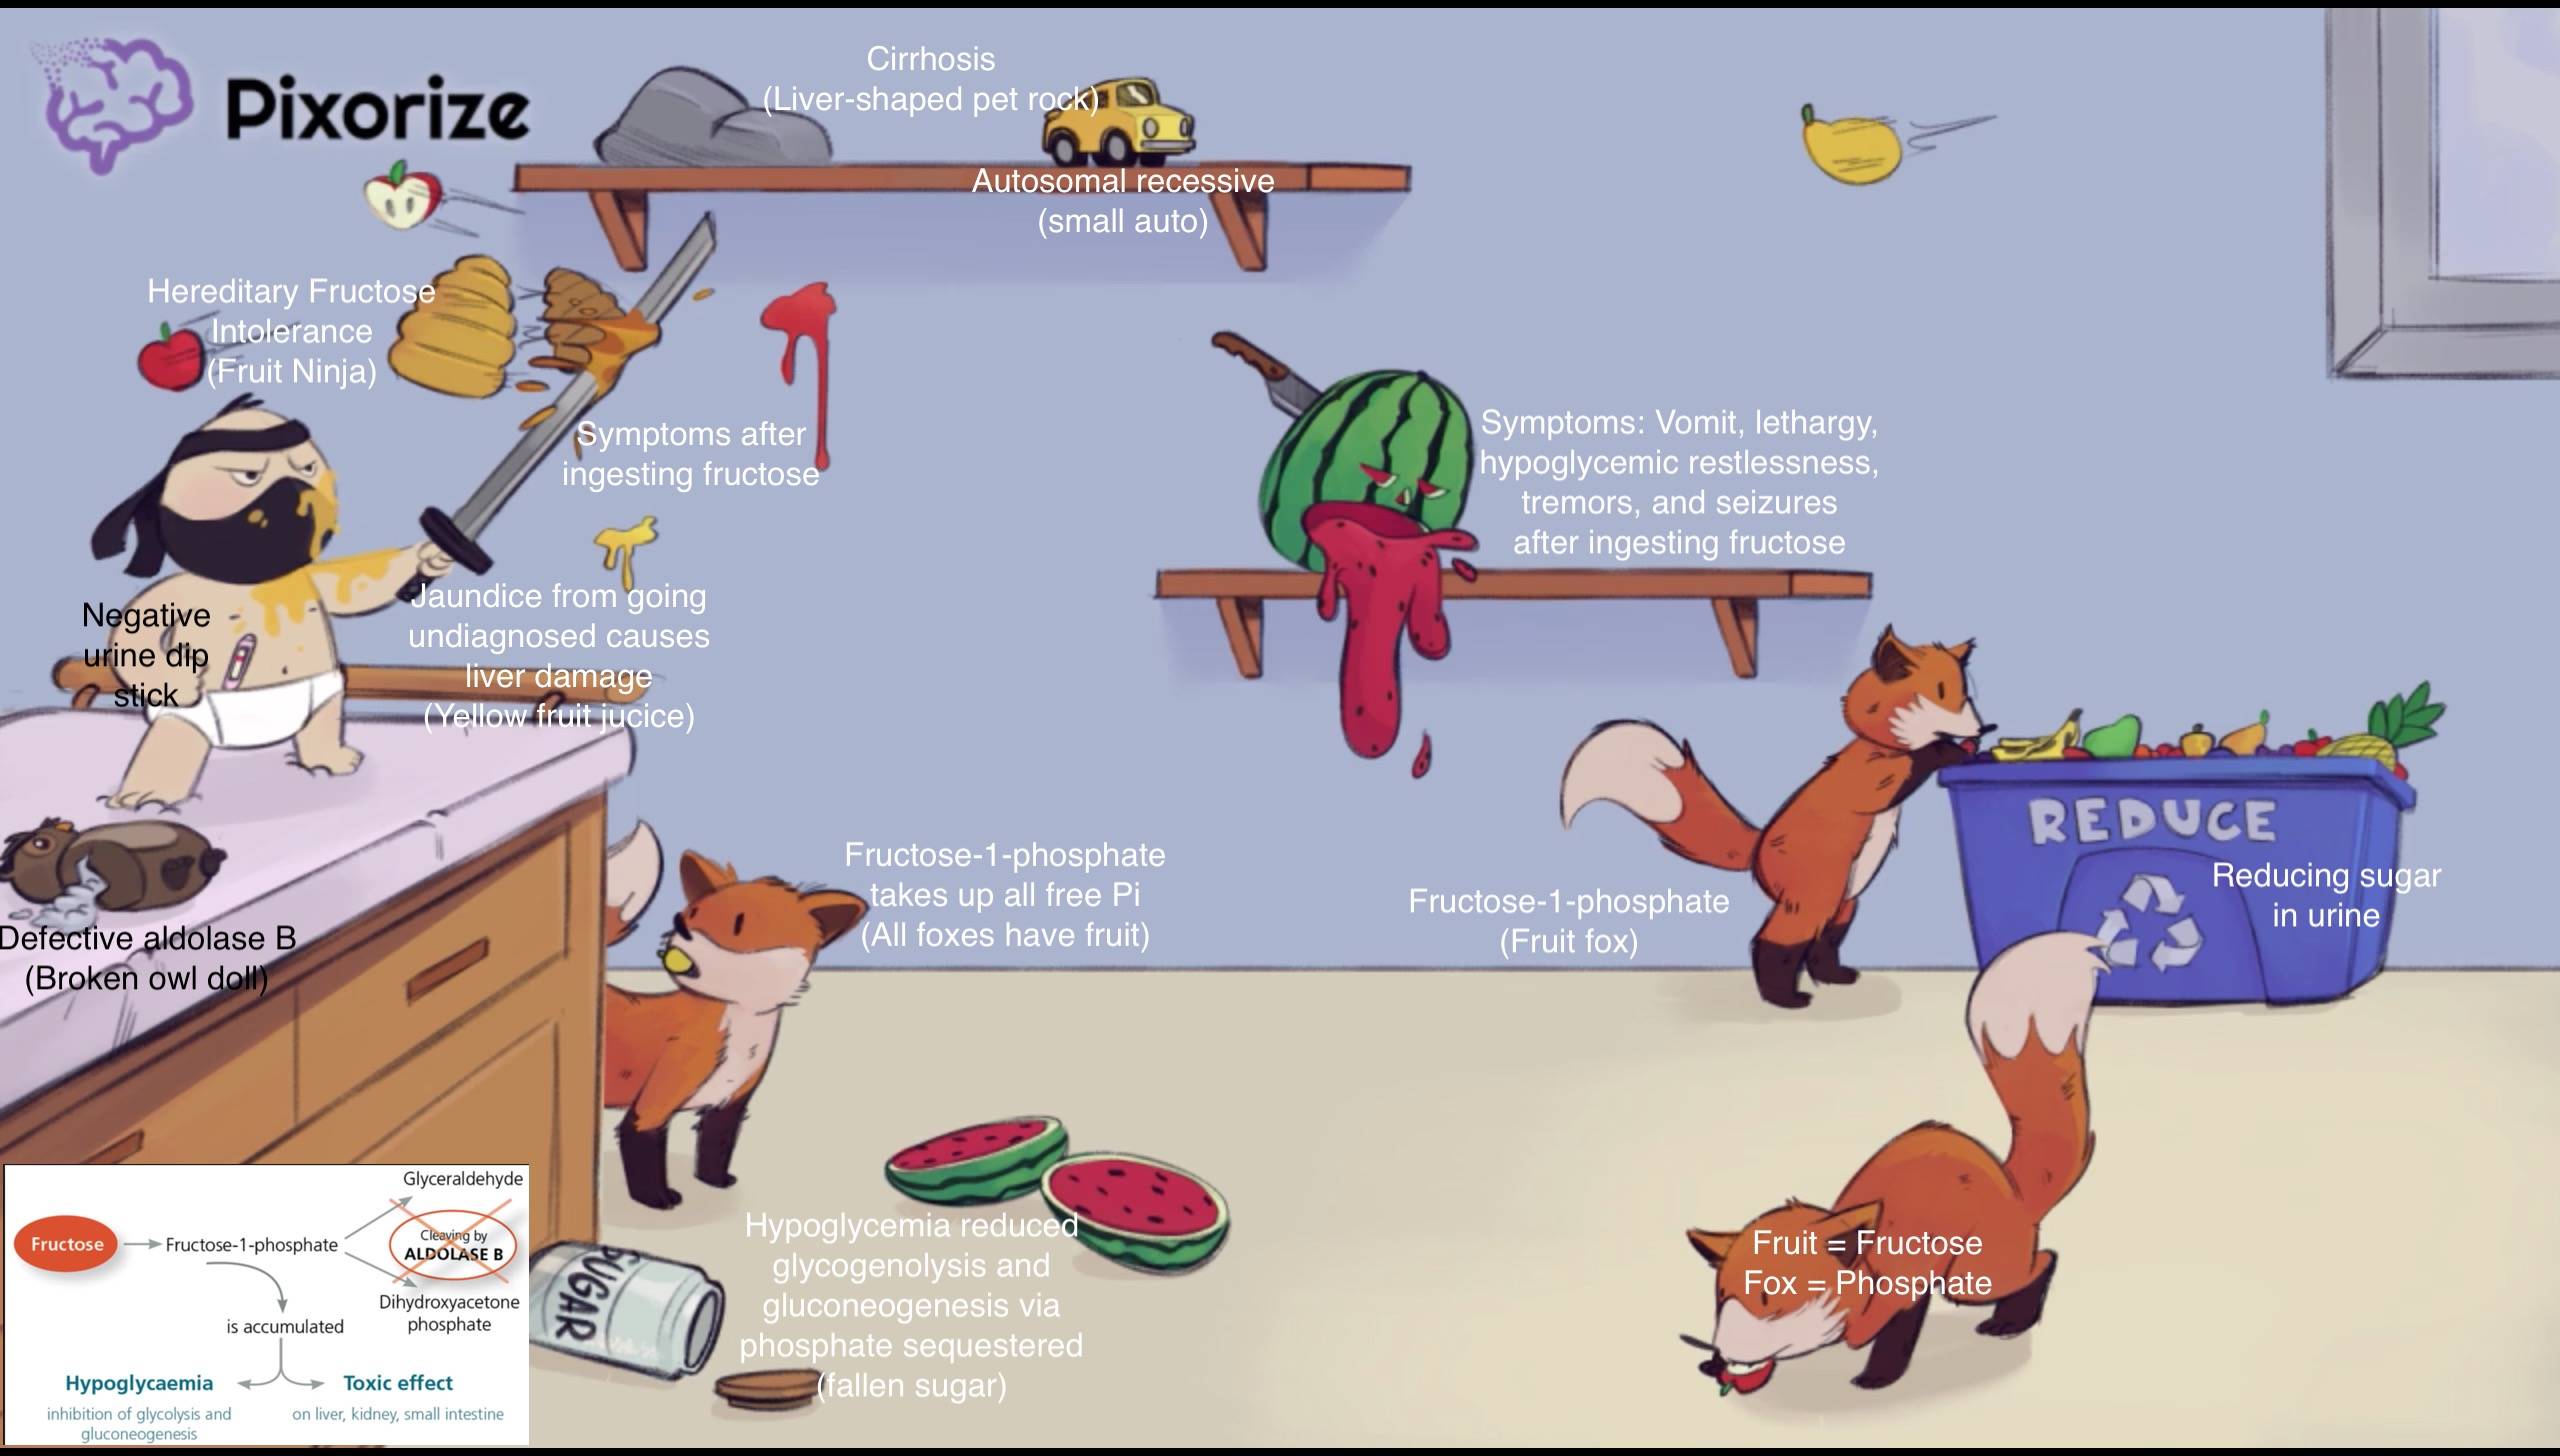 Pixorize
Cirrhosis
(Liver-shaped pet rock)
Autosomal recessive
(small auto)
Hereditary Fructose
Intolerance
(Fruit Ninja)
Symptoms after
ingesting fructose
Symptoms: Vomit, lethargy,
hypoglycemic restlessness,
tremors, and seizures
after ingesting fructose
Negative
urine dip
stick
Jaundice from going
undiagnosed causes
liver damage
(Yellow fruit jucice)
REDUCE
Reducing sugar
in urine
Fructose-1-phosphate
takes up all free Pi
(All foxes have fruit)
Fructose-1-phosphate
(Fruit fox)
Defective aldolase B
(Broken owl doll)
Fruit = Fructose
Fox = Phosphate
SUGAR
Hypoglycemia reduced
glycogenolysis and
gluconeogenesis via
phosphate sequestered
(fallen sugar)
Glyceraldehyde
Fructose
Fructose-1-phosphate
Cleaving by
ALDOLASE B
Dihydroxyacetone
phosphate
is accumulated
Hypoglycaemia
inhibition of glycolysis and
gluconeogenesis
Toxic effect
on liver, kidney, small intestine